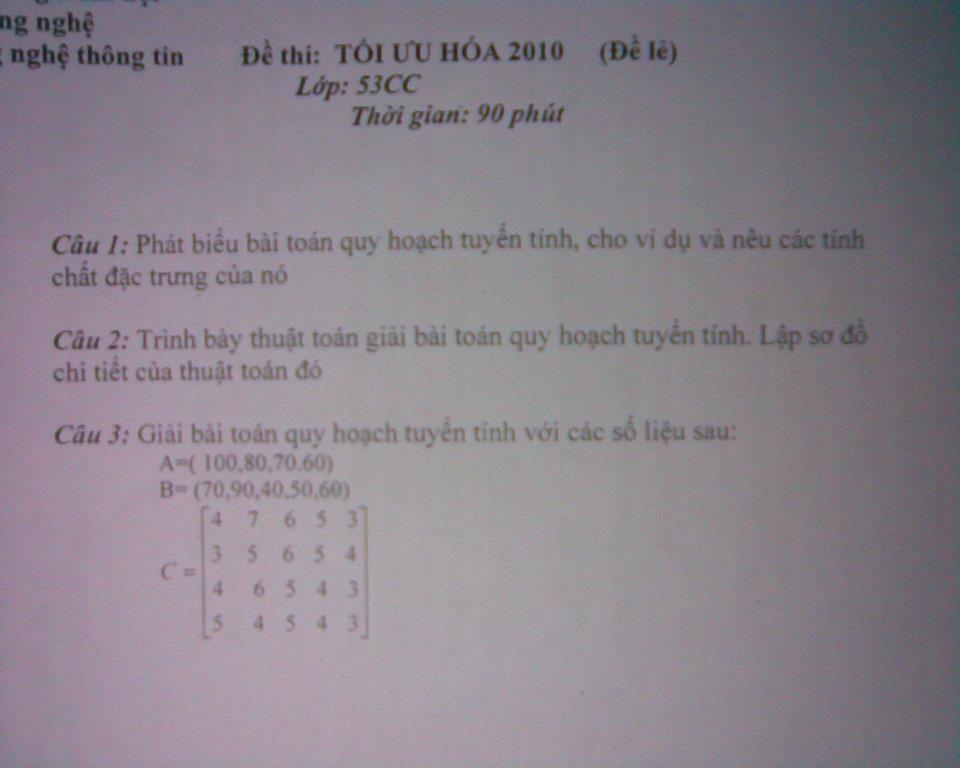 ng nghệ
nghệ thông tin Đề thi: TỐI ƯU HÓA 2010 (Đề lẻ)
Lớp: 53CC
Thời gian: 90 phút
Câu 1: Phát biểu bài toán quy hoạch tuyến tính, cho ví dụ và nêu các tính
chất đặc trưng của nó
Câu 2: Trình bày thuật toán giải bài toán quy hoạch tuyến tính. Lập sơ đồ
chi tiết của thuật toán đó
Câu 3: Giải bài toán quy hoạch tuyến tính với các số liệu sau:
A=( 100,80,70.60)
B= (70,90,40,50,60)
4 7 6 5 3
3 5 6 5 4
C =
4 6 5 4 3
5 4 5 4 3